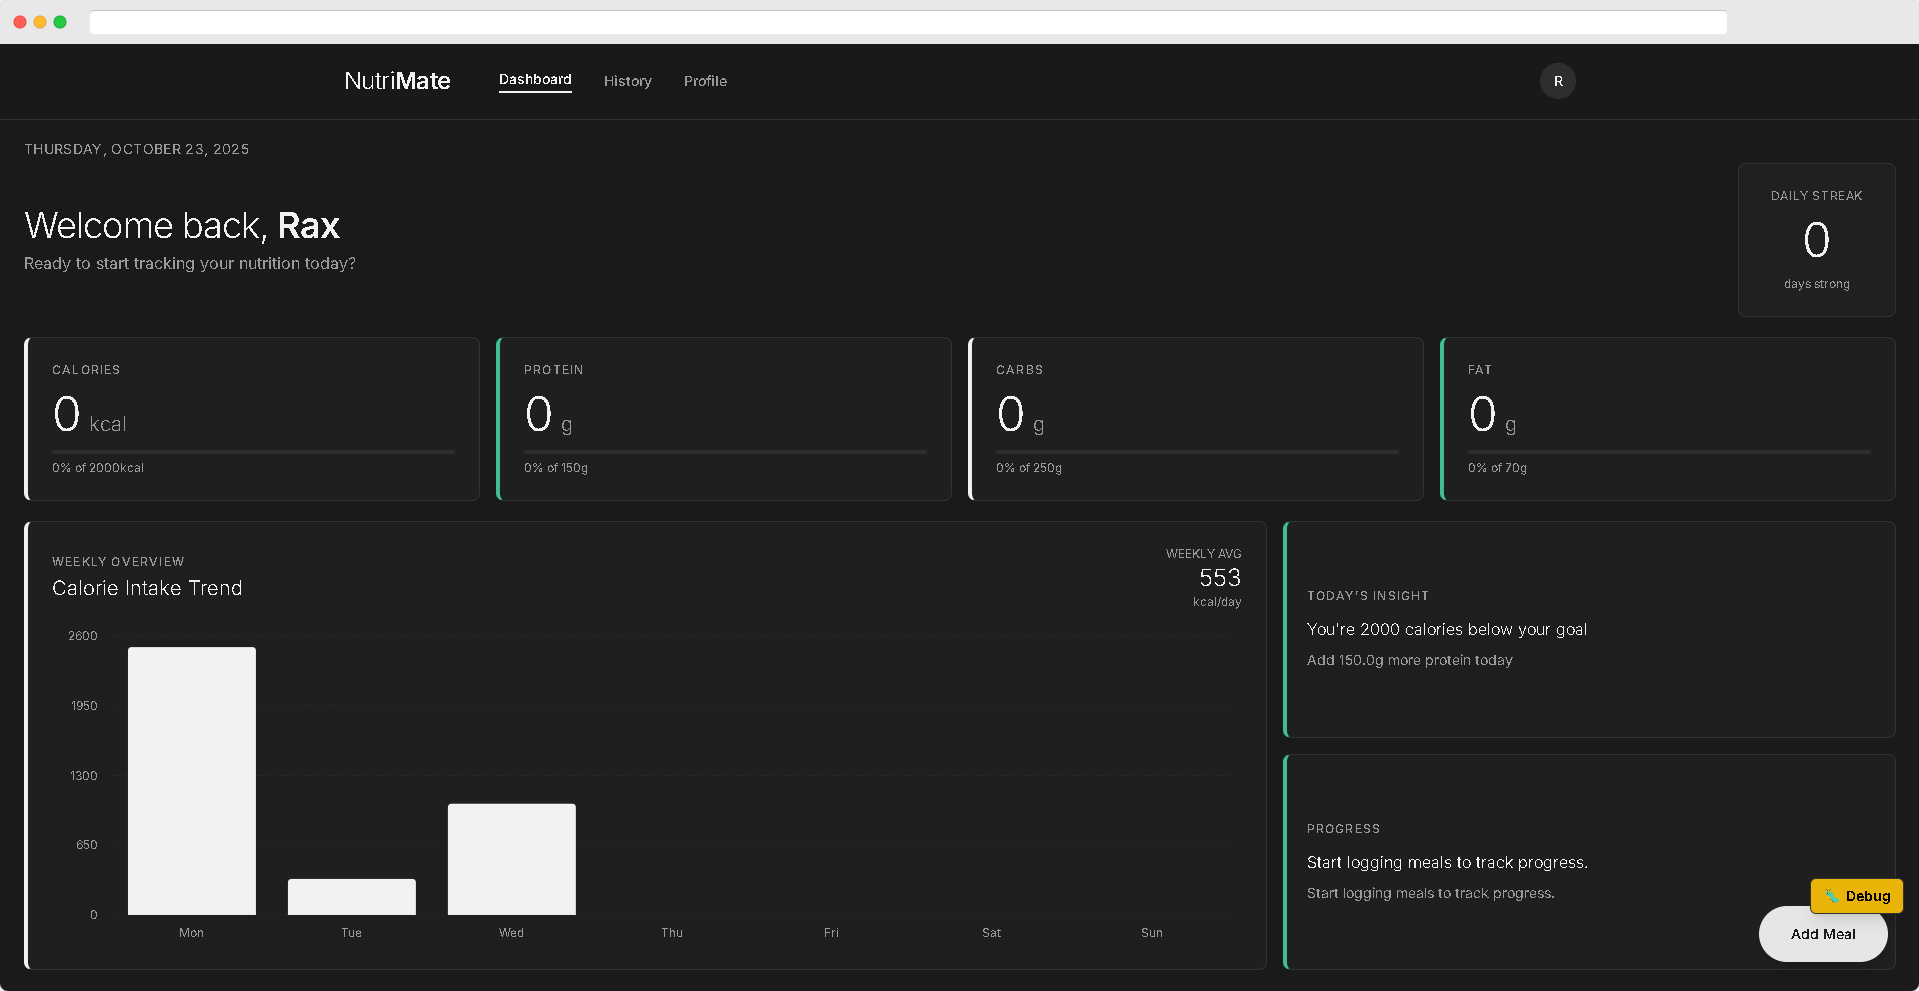 NutriMate
Dashboard
History
Profile
R
THURSDAY, OCTOBER 23, 2025
Welcome back, Rax
Ready to start tracking your nutrition today?
DAILY STREAK
0
days strong
CALORIES
0 kcal
0% of 2000kcal
PROTEIN
0 g
0% of 150g
CARBS
0 g
0% of 250g
FAT
0 g
0% of 70g
WEEKLY OVERVIEW
Calorie Intake Trend
WEEKLY AVG
553
kcal/day
2600
1950
1300
650
0
Mon
Tue
Wed
Thu
Fri
Sat
Sun
TODAY'S INSIGHT
You're 2000 calories below your goal
Add 150.0g more protein today
PROGRESS
Start logging meals to track progress.
Start logging meals to track progress.
Debug
Add Meal